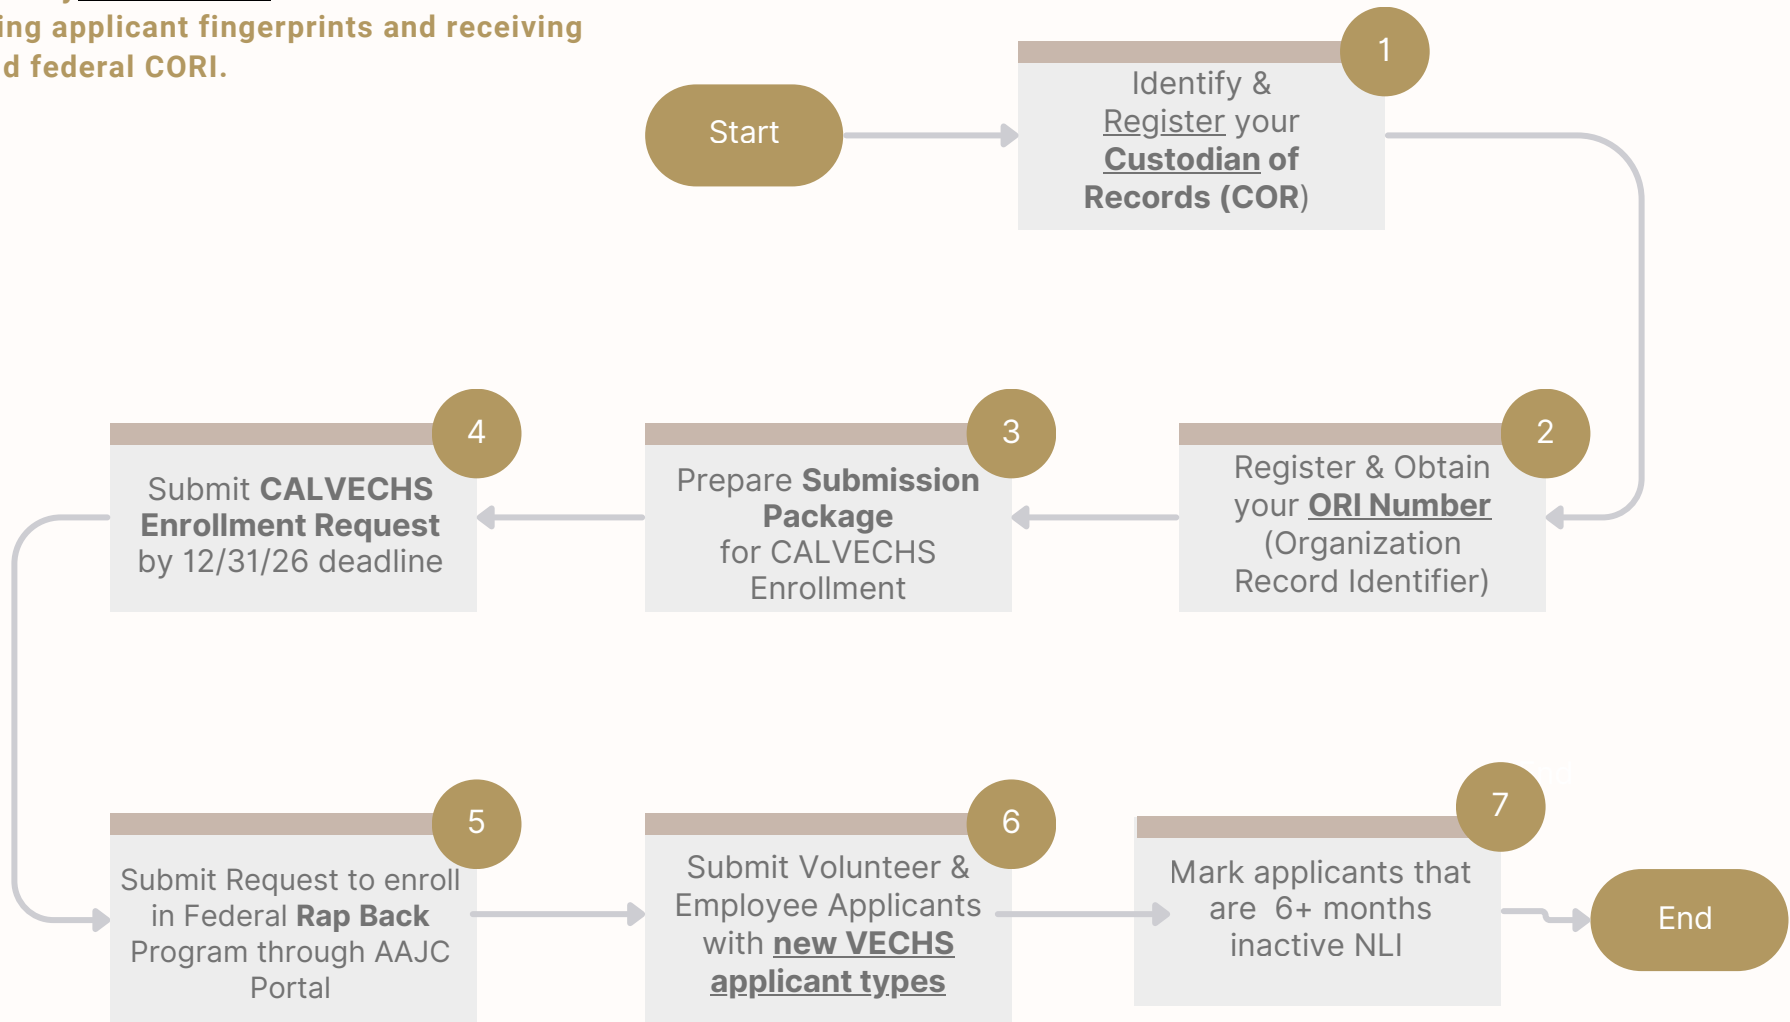 ing applicant fingerprints and receiving
d federal CORI.
Start
1
Identify &
Register your
Custodian of
Records (COR)
2
Register & Obtain
your ORI Number
(Organization
Record Identifier)
3
Prepare Submission
Package
for CALVECHS
Enrollment
4
Submit CALVECHS
Enrollment Request
by 12/31/26 deadline
5
Submit Request to enroll
in Federal Rap Back
Program through AAJC
Portal
6
Submit Volunteer &
Employee Applicants
with new VECHS
applicant types
7
Mark applicants that
are 6+ months
inactive NLI
End